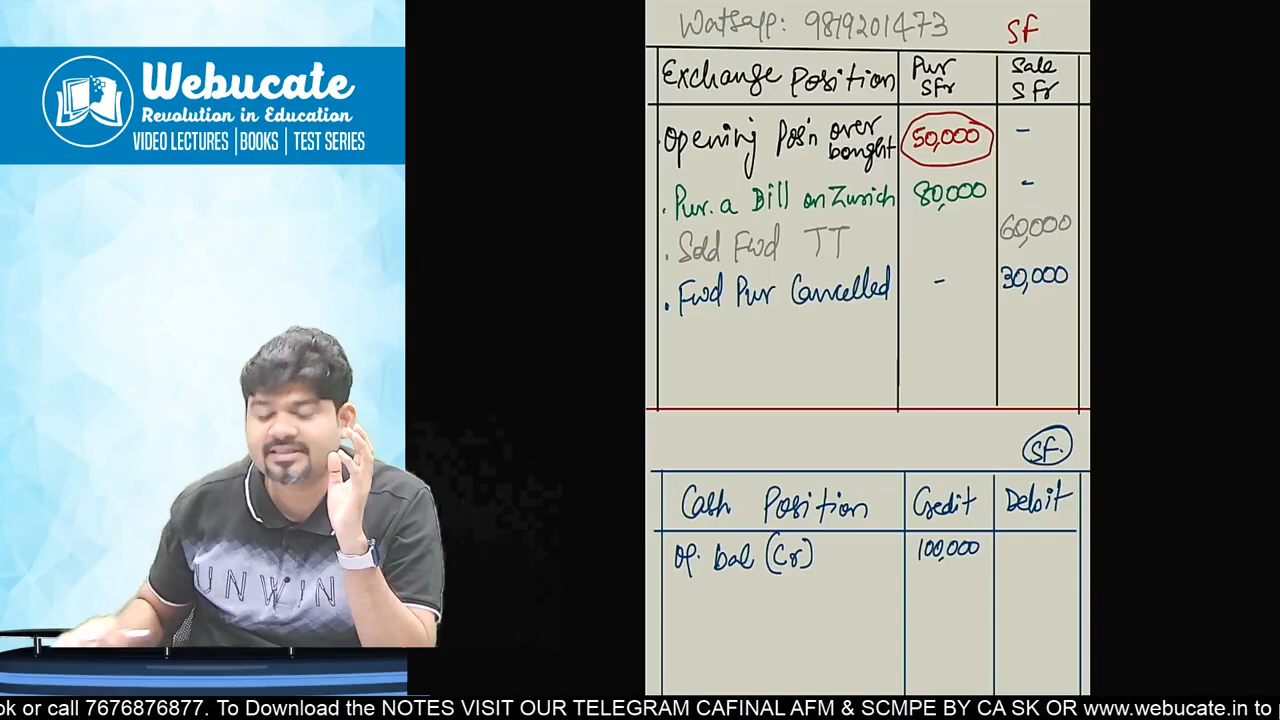 Watsapp: 9819201473
SF
Exchange Position Pur SFr Sale SFr
Opening Pos'n over bought 50,000 -
. Pur. a Bill on Zurich 80,000 -
. Sold Fwd TT 60,000
. Fwd Pur Cancelled - 30,000
SF.
Cash Position Credit Debit
Op. bal (Cr) 100,000
Webucate
Revolution in Education
VIDEO LECTURES | BOOKS | TEST SERIES
UNWIN
ok or call 7676876877. To Download the NOTES VISIT OUR TELEGRAM CAFINAL AFM & SCMPE BY CA SK OR www.webucate.in to